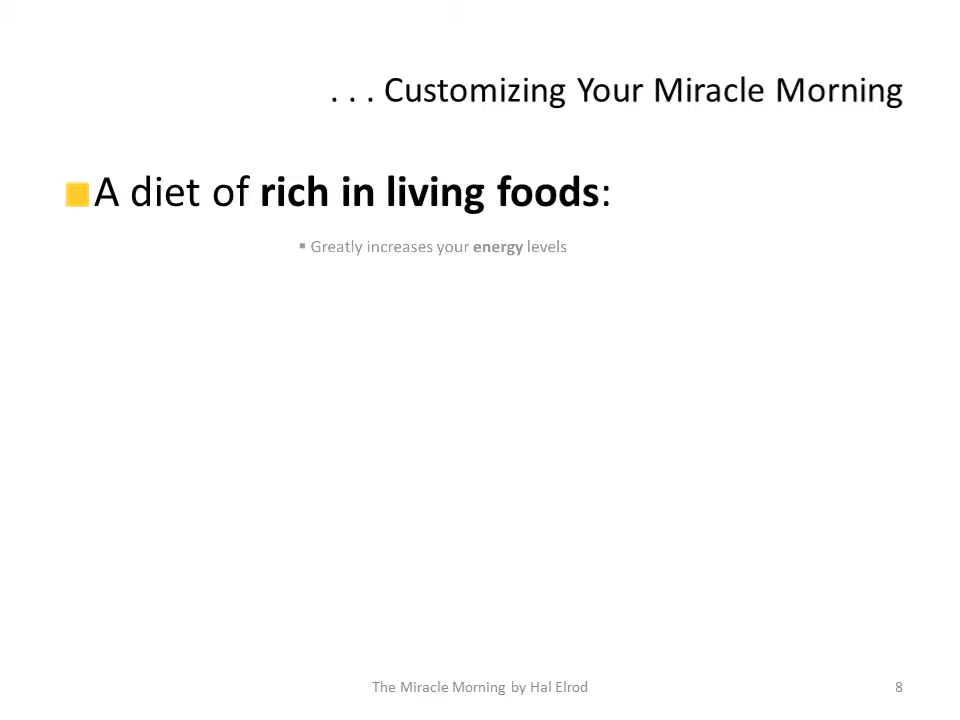 . . . Customizing Your Miracle Morning
A diet of rich in living foods:
▪ Greatly increases your energy levels
The Miracle Morning by Hal Elrod
8